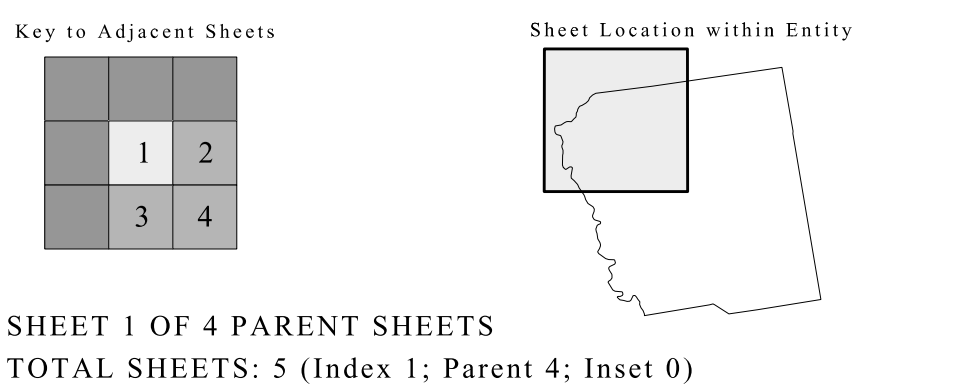 Key to Adjacent Sheets
Sheet Location within Entity
1 2
3 4
SHEET 1 OF 4 PARENT SHEETS
TOTAL SHEETS: 5 (Index 1; Parent 4; Inset 0)